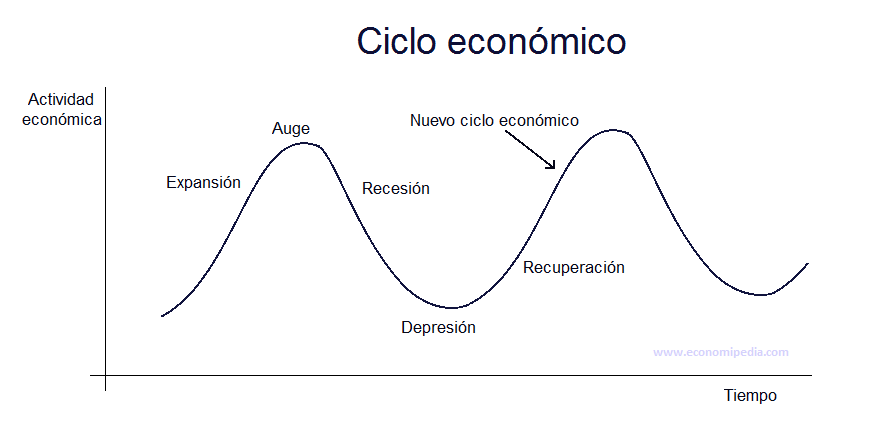 Ciclo económico
Actividad
económica
Auge
Nuevo ciclo económico
Expansión
Recesión
Recuperación
Depresión
www.economipedia.com
Tiempo